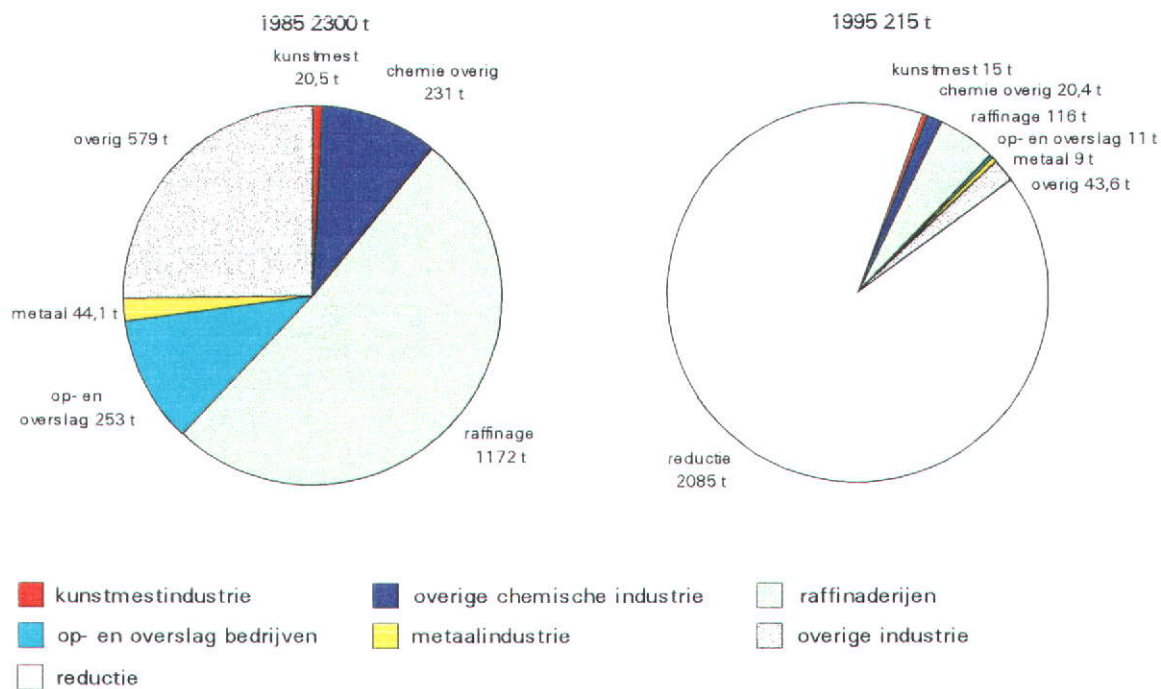 1985 2300 t
kunstmest
20,5 t
chemie overig
231 t
overig 579 t
metaal 44,1 t
op- en
overslag 253 t
raffinage
1172 t
1995 215 t
kunstmest 15 t
chemie overig 20,4 t
raffinage 116 t
op- en overslag 11 t
metaal 9 t
overig 43,6 t
reductie
2085 t
kunstmestindustrie
overige chemische industrie
raffinaderijen
op- en overslag bedrijven
metaalindustrie
overige industrie
reductie